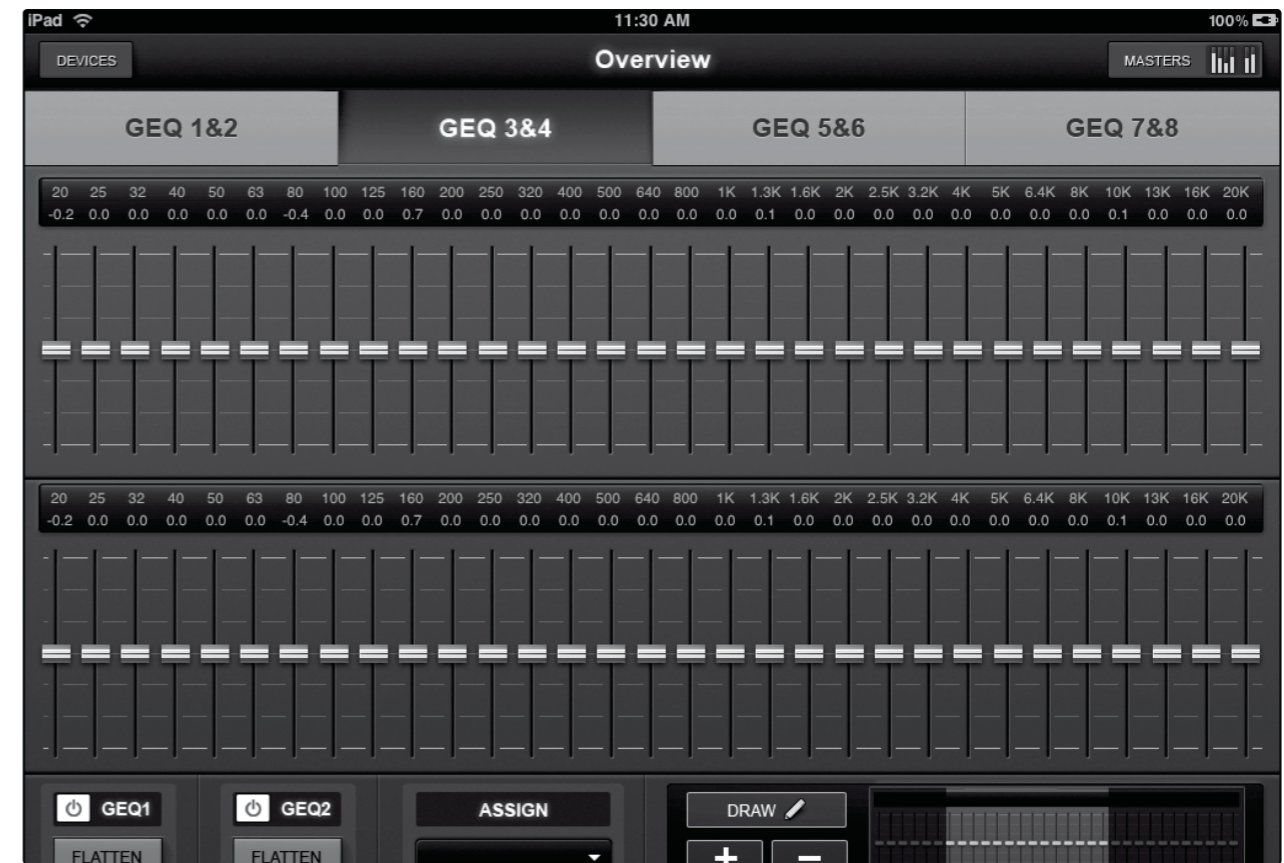 iPad 11:30 AM 100%
DEVICES Overview MASTERS
GEQ 1&2 GEQ 3&4 GEQ 5&6 GEQ 7&8
20 25 32 40 50 63 80 100 125 160 200 250 320 400 500 640 800 1K 1.3K 1.6K 2K 2.5K 3.2K 4K 5K 6.4K 8K 10K 13K 16K 20K
-0.2 0.0 0.0 0.0 0.0 0.0 -0.4 0.0 0.0 0.7 0.0 0.0 0.0 0.0 0.0 0.0 0.0 0.0 0.1 0.0 0.0 0.0 0.0 0.0 0.0 0.0 0.0 0.1 0.0 0.0 0.0
20 25 32 40 50 63 80 100 125 160 200 250 320 400 500 640 800 1K 1.3K 1.6K 2K 2.5K 3.2K 4K 5K 6.4K 8K 10K 13K 16K 20K
-0.2 0.0 0.0 0.0 0.0 0.0 -0.4 0.0 0.0 0.7 0.0 0.0 0.0 0.0 0.0 0.0 0.0 0.0 0.1 0.0 0.0 0.0 0.0 0.0 0.0 0.0 0.0 0.1 0.0 0.0 0.0
GEQ1 GEQ2 ASSIGN DRAW
FLATTEN FLATTEN + −